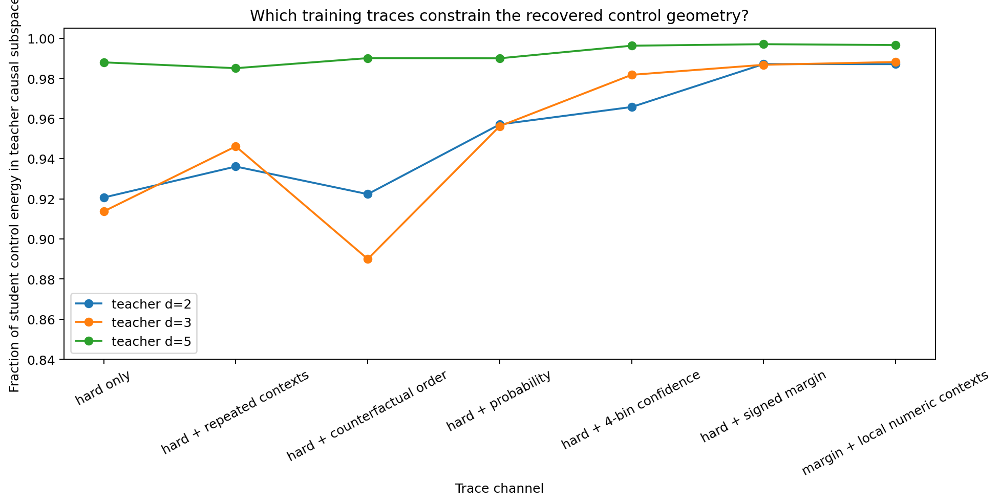 Which training traces constrain the recovered control geometry?
Fraction of student control energy in teacher causal subspace
1.00
0.98
0.96
0.94
0.92
0.90
0.88
0.86
0.84
teacher d=2
teacher d=3
teacher d=5
hard only
hard + repeated contexts
hard + counterfactual order
hard + probability
hard + 4-bin confidence
hard + signed margin
margin + local numeric contexts
Trace channel